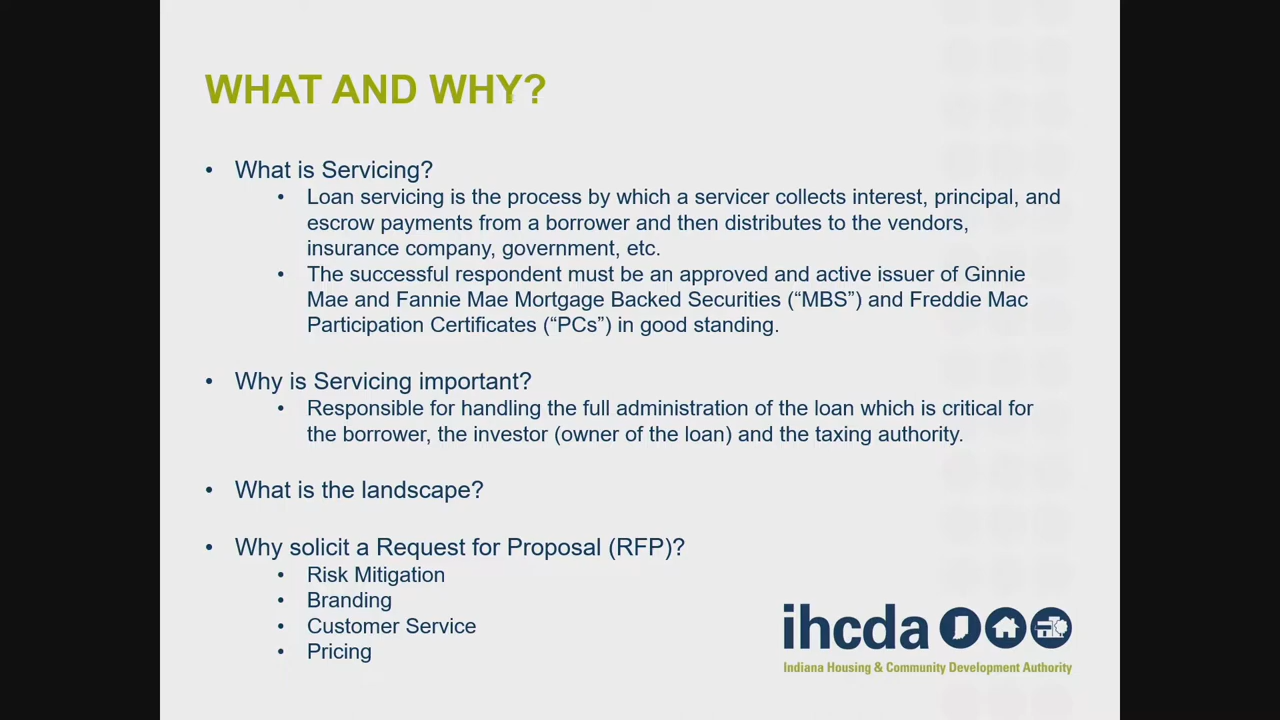 WHAT AND WHY?
• What is Servicing?
• Loan servicing is the process by which a servicer collects interest, principal, and
escrow payments from a borrower and then distributes to the vendors,
insurance company, government, etc.
• The successful respondent must be an approved and active issuer of Ginnie
Mae and Fannie Mae Mortgage Backed Securities (“MBS”) and Freddie Mac
Participation Certificates (“PCs”) in good standing.
• Why is Servicing important?
• Responsible for handling the full administration of the loan which is critical for
the borrower, the investor (owner of the loan) and the taxing authority.
• What is the landscape?
• Why solicit a Request for Proposal (RFP)?
• Risk Mitigation
• Branding
• Customer Service
• Pricing
ihcda
Indiana Housing & Community Development Authority